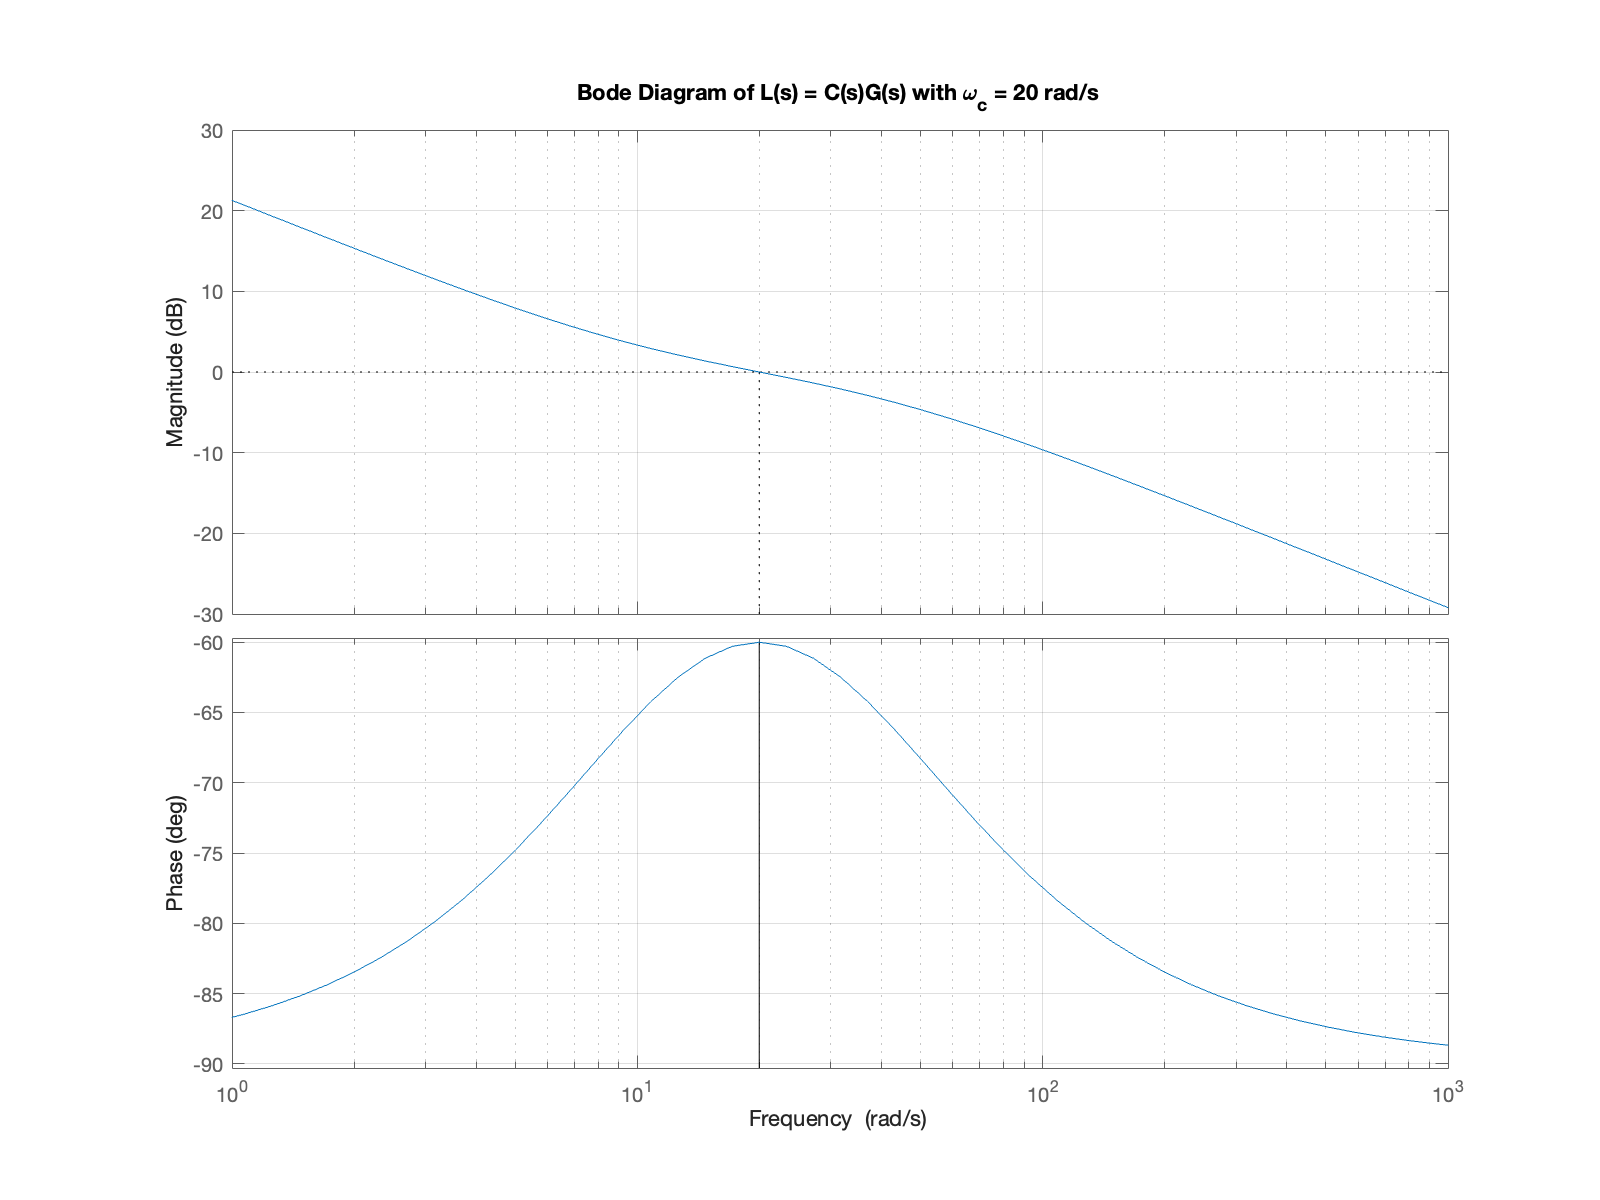 Bode Diagram of L(s) = C(s)G(s) with ω_c = 20 rad/s
30
20
10
0
-10
-20
-30
Magnitude (dB)
-60
-65
-70
-75
-80
-85
-90
Phase (deg)
10^0 10^1 10^2 10^3
Frequency (rad/s)